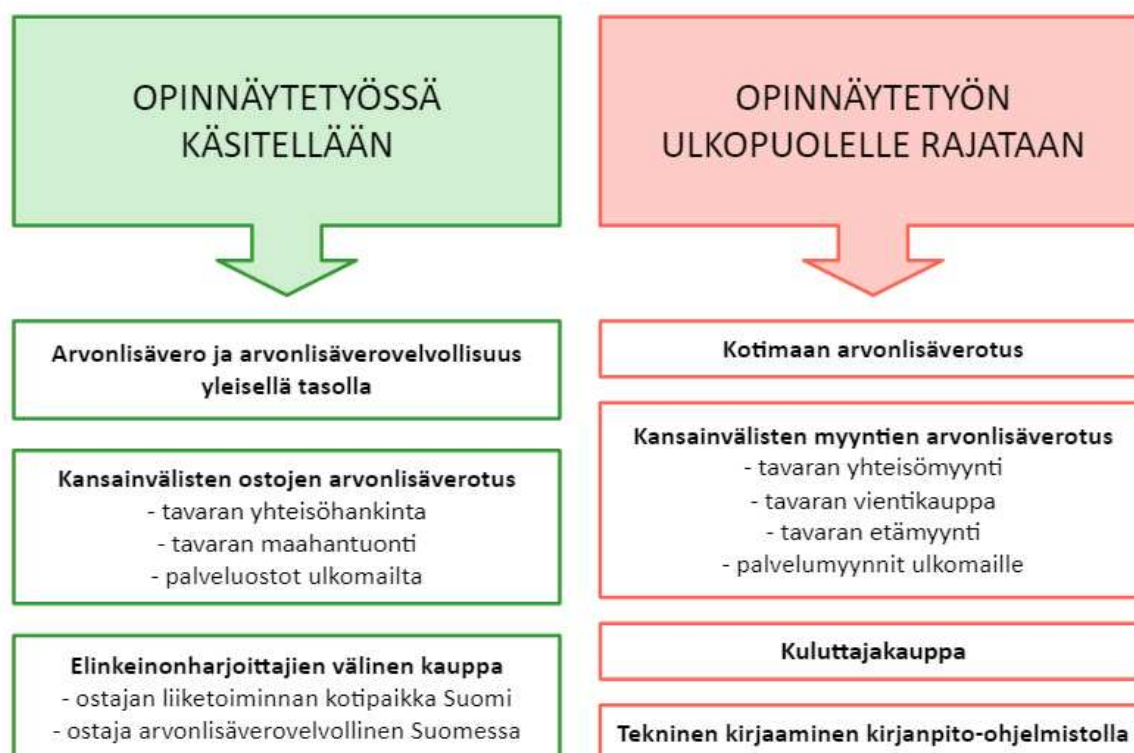 OPINNÄYTETYÖSSÄ
KÄSITELLÄÄN
Arvonlisävero ja arvonlisäverovelvollisuus
yleisellä tasolla
Kansainvälisten ostojen arvonlisäverotus
- tavaran yhteisöhankinta
- tavaran maahantuonti
- palveluostot ulkomailta
Elinkeinonharjoittajien välinen kauppa
- ostajan liiketoiminnan kotipaikka Suomi
- ostaja arvonlisäverovelvollinen Suomessa
OPINNÄYTETYÖN
ULKOPUOLELLE RAJATAAN
Kotimaan arvonlisäverotus
Kansainvälisten myyntien arvonlisäverotus
- tavaran yhteisömyynti
- tavaran vientikauppa
- tavaran etämyynti
- palvelumyynnit ulkomaille
Kuluttajakauppa
Tekninen kirjaaminen kirjanpito-ohjelmistolla